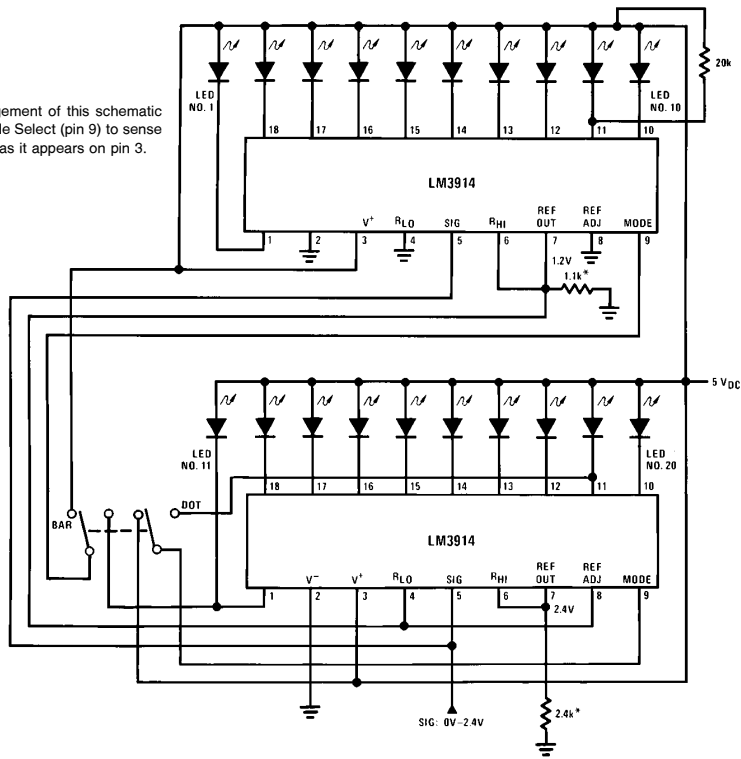 20k
LED
NO. 1
LED
NO. 10
gement of this schematic
de Select (pin 9) to sense
as it appears on pin 3.
18 17 16 15 14 13 12 11 10
LM3914
V+ RLO SIG RHI REF OUT REF ADJ MODE
1 2 3 4 5 6 7 8 9
1.2V
1.1k*
5 VDC
LED
NO. 11
LED
NO. 20
18 17 16 15 14 13 12 11 10
DOT
BAR
LM3914
V− V+ RLO SIG RHI REF OUT REF ADJ MODE
1 2 3 4 5 6 7 8 9
2.4V
2.4k*
SIG: 0V–2.4V